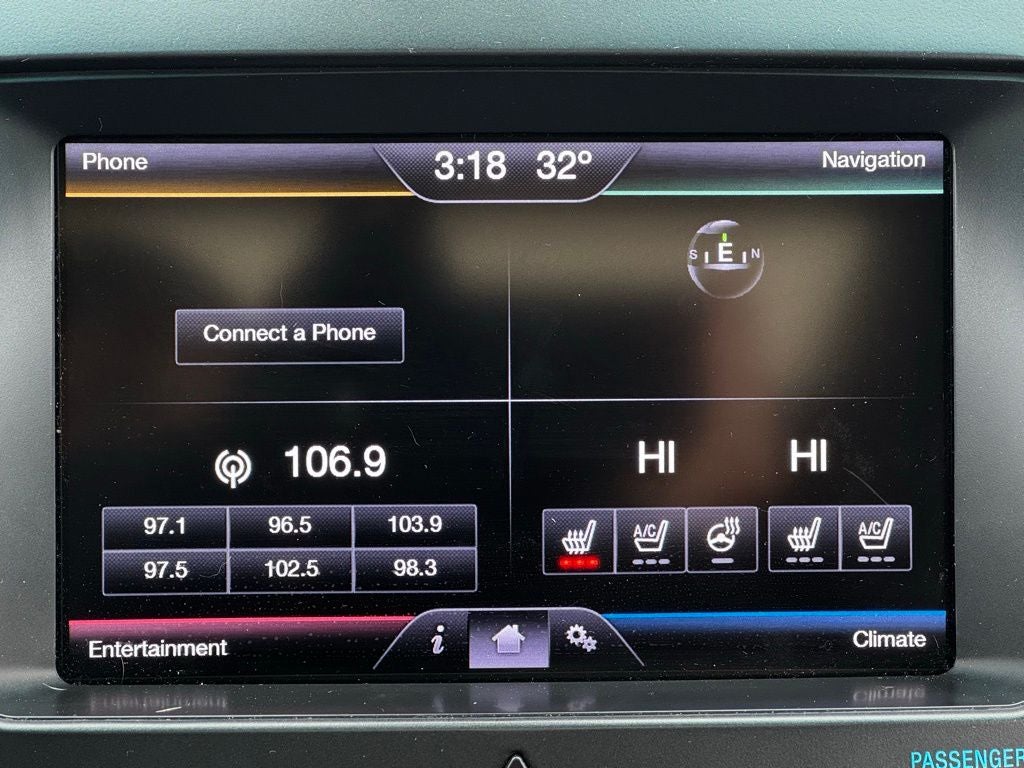 Phone
3:18 32°
Navigation
S E N
Connect a Phone
106.9
HI HI
97.1 96.5 103.9
97.5 102.5 98.3
A/C A/C
Entertainment
i
Climate
PASSENGER